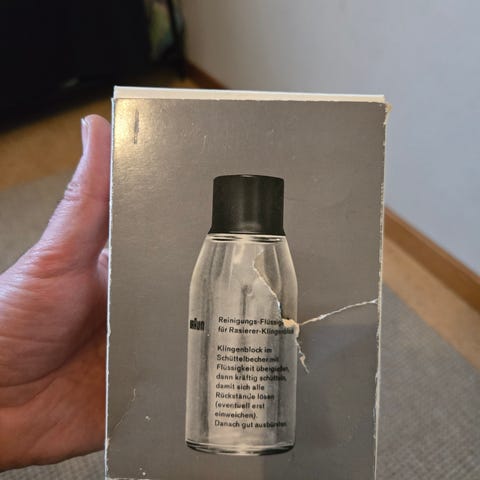 BRAUN
Reinigungs-Flüssig
für Rasierer-Klingenblock
Klingenblock im
Schüttelbecher mit
Flüssigkeit übergießen,
dann kräftig schütteln,
damit sich alle
Rückstände lösen
(eventuell erst
einweichen).
Danach gut ausbürsten.